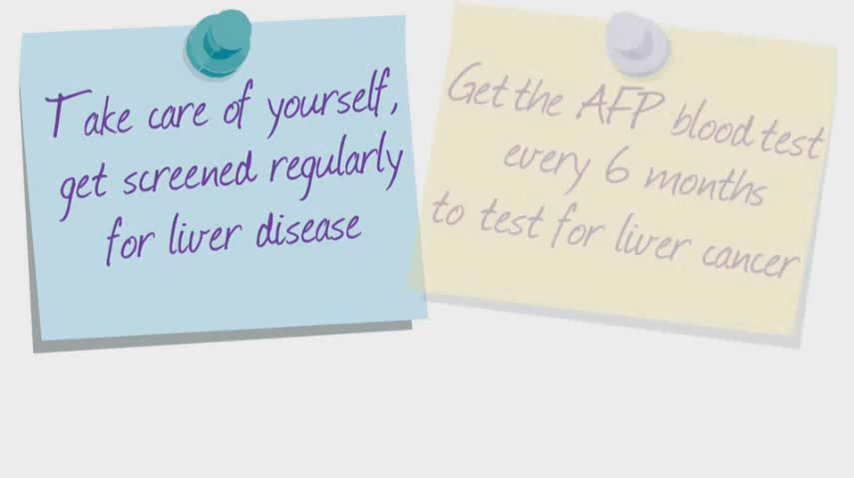 Take care of yourself,
get screened regularly
for liver disease
Get the AFP blood test
every 6 months
to test for liver cancer